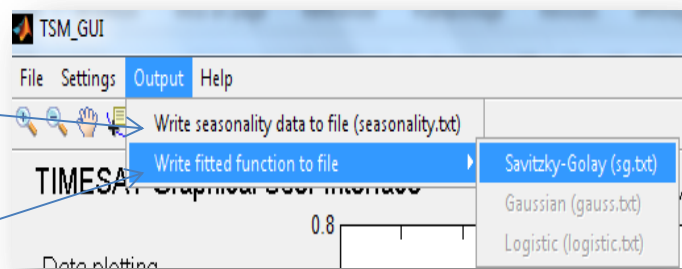 TSM_GUI
File Settings Output Help
Write seasonality data to file (seasonality.txt)
Write fitted function to file
Savitzky-Golay (sg.txt)
Gaussian (gauss.txt)
Logistic (logistic.txt)
0.8